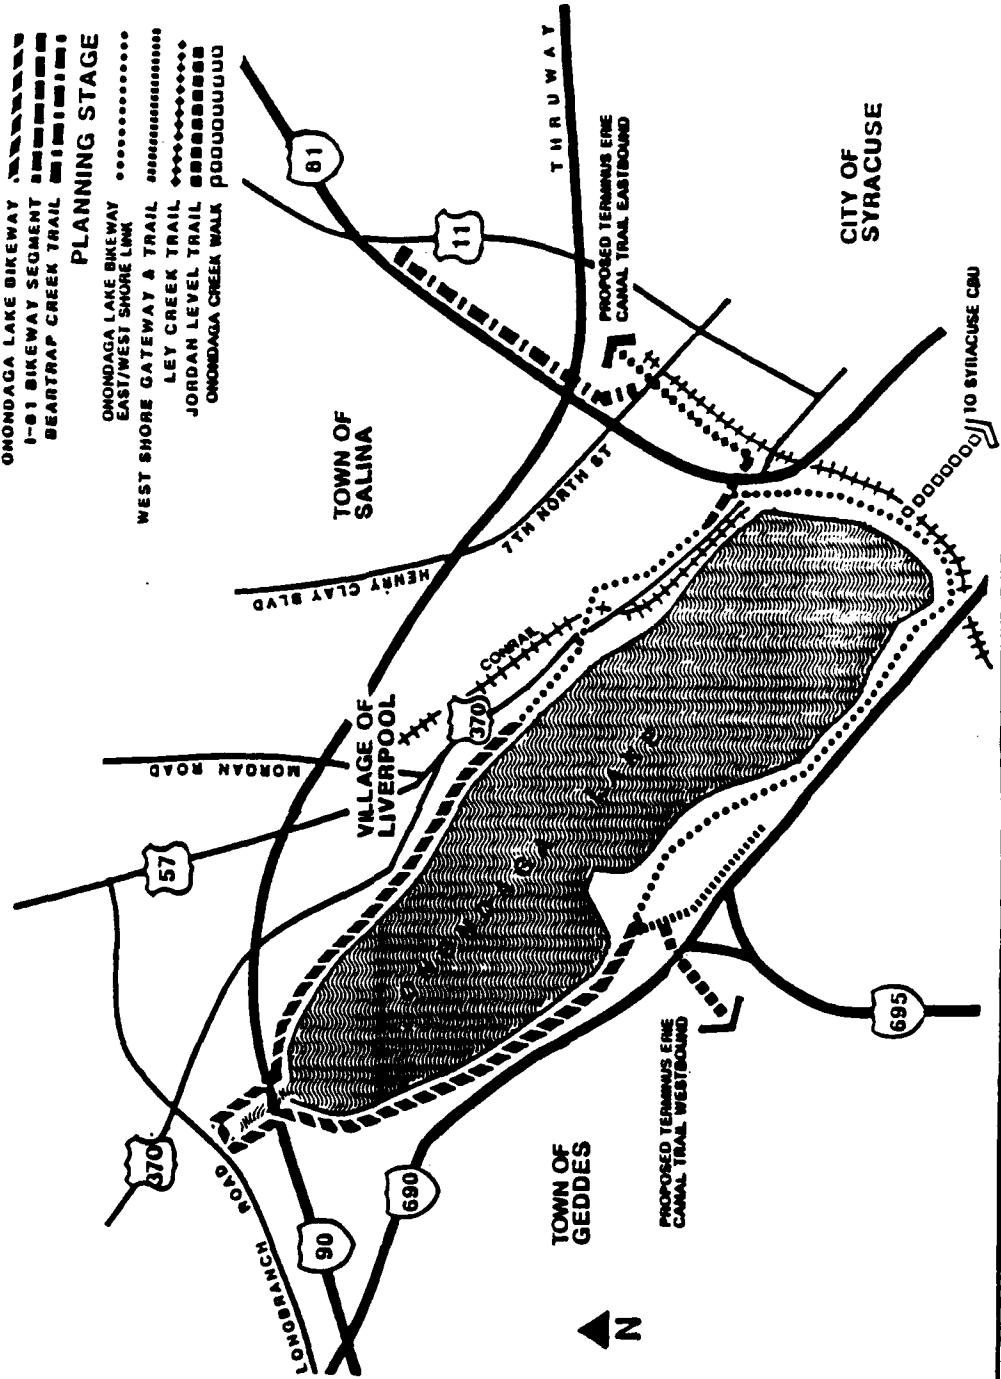 ONONDAGA LAKE BIKEWAY
I-81 BIKEWAY SEGMENT
BEARTRAP CREEK TRAIL
PLANNING STAGE
ONONDAGA LAKE BIKEWAY
EAST/WEST SHORE LINK
WEST SHORE GATEWAY & TRAIL
LEY CREEK TRAIL
JORDAN LEVEL TRAIL
ONONDAGA CREEK WALK
81
11
THRUWAY
PROPOSED TERMINUS ERIE
CANAL TRAIL EASTBOUND
CITY OF
SYRACUSE
TO SYRACUSE CBU
TOWN OF
SALINA
7TH NORTH ST
HENRY CLAY BLVD
CONRAIL
370
VILLAGE OF
LIVERPOOL
MORGAN ROAD
57
ONONDAGA LAKE
370
LONGBRANCH ROAD
90
690
695
TOWN OF
GEDDES
PROPOSED TERMINUS ERIE
CANAL TRAIL WESTBOUND
N